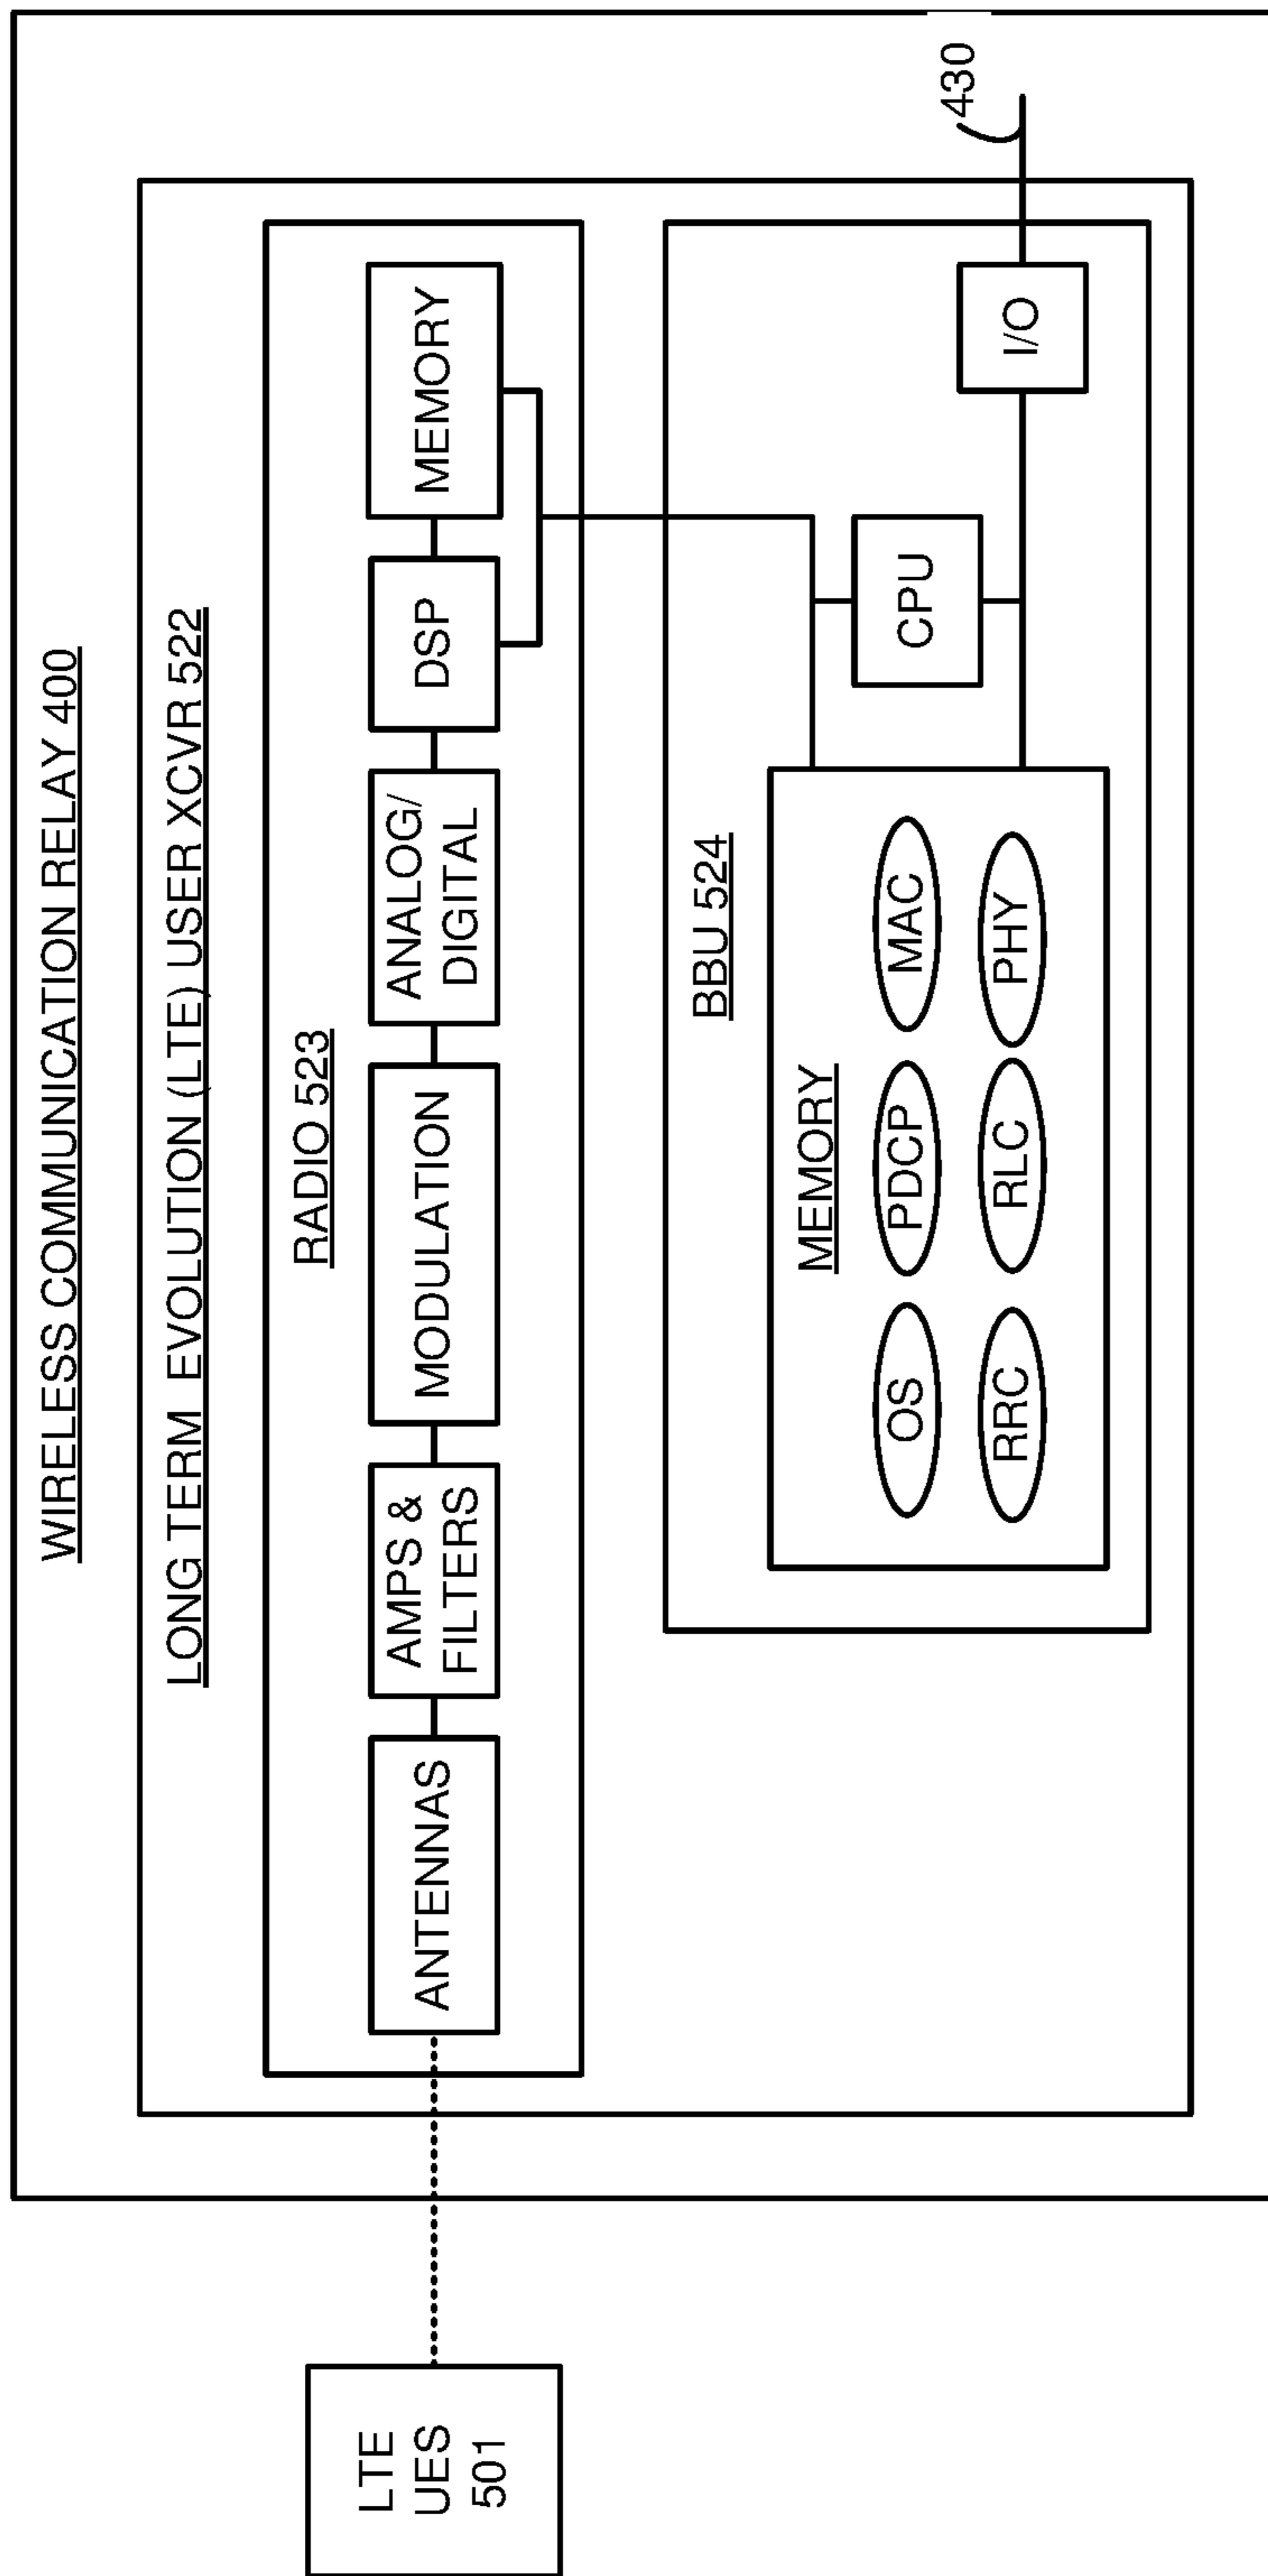 WIRELESS COMMUNICATION RELAY 400
LONG TERM EVOLUTION (LTE) USER XCVR 522
RADIO 523
LTE
UES
501
ANTENNAS
AMPS &
FILTERS
MODULATION
ANALOG/
DIGITAL
DSP
MEMORY
BBU 524
MEMORY
OS
PDCP
MAC
RRC
RLC
PHY
CPU
I/O
430